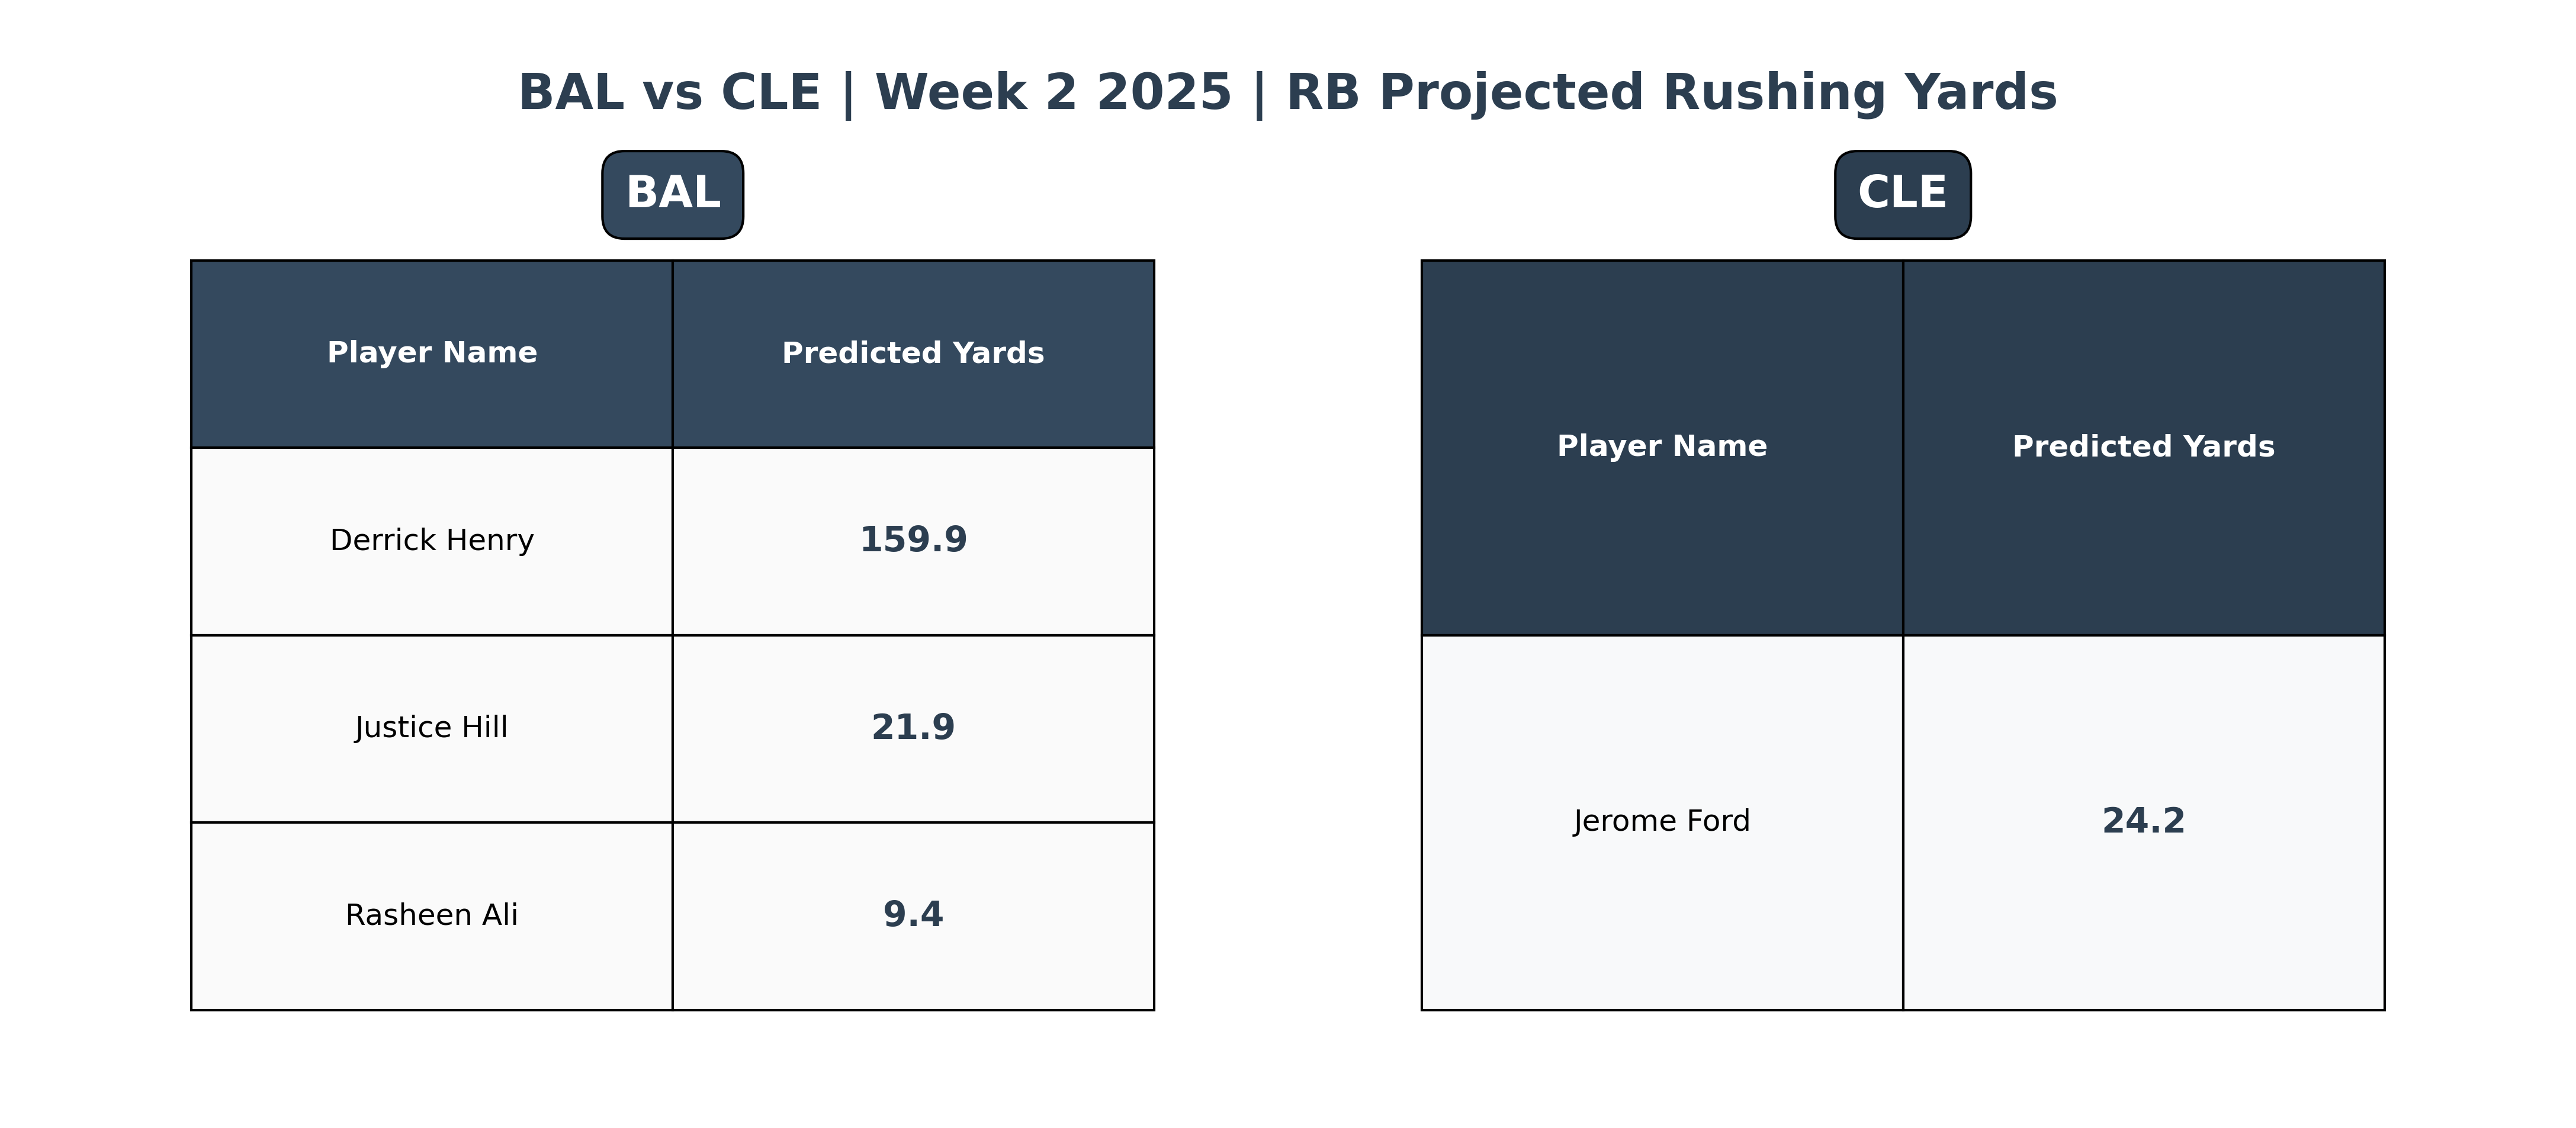 BAL vs CLE | Week 2 2025 | RB Projected Rushing Yards
BAL
Player Name Predicted Yards
Derrick Henry 159.9
Justice Hill 21.9
Rasheen Ali 9.4
CLE
Player Name Predicted Yards
Jerome Ford 24.2